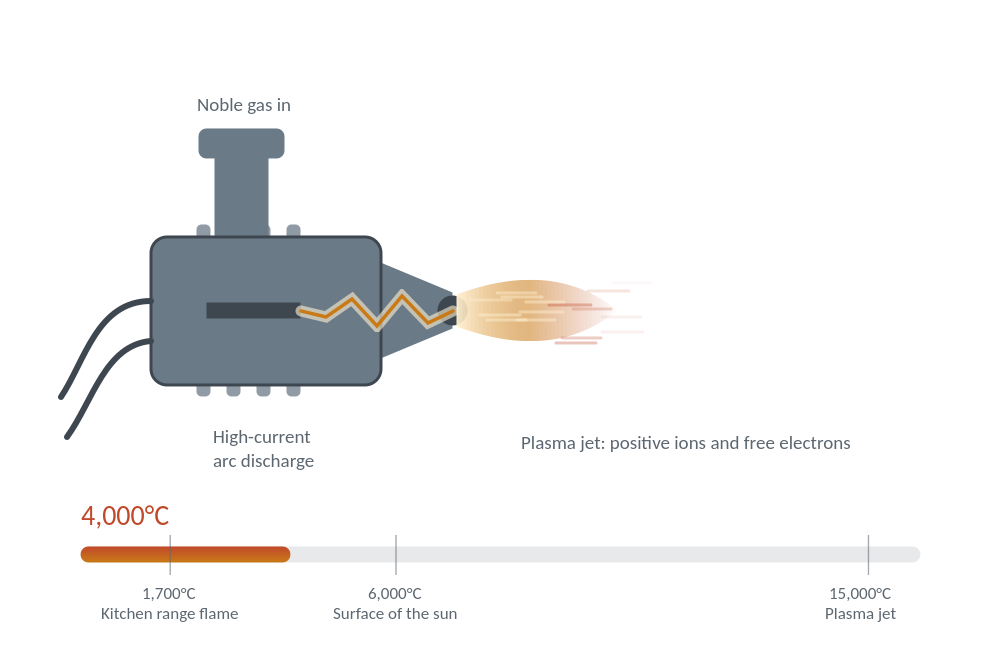 Noble gas in
High-current
arc discharge
Plasma jet: positive ions and free electrons
4,000°C
1,700°C
Kitchen range flame
6,000°C
Surface of the sun
15,000°C
Plasma jet